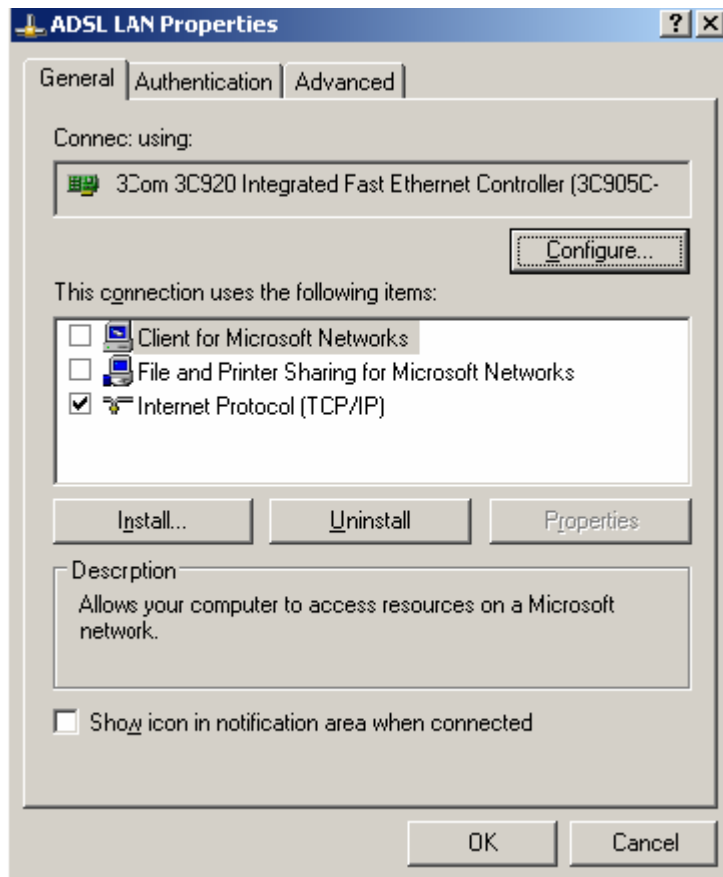 ADSL LAN Properties
General Authentication Advanced
Connec: using:
3Com 3C920 Integrated Fast Ethernet Controller (3C905C-
Configure...
This connection uses the following items:
Client for Microsoft Networks
File and Printer Sharing for Microsoft Networks
Internet Protocol (TCP/IP)
Install... Uninstall Properties
Descrption
Allows your computer to access resources on a Microsoft
network.
Show icon in notification area when connected
OK Cancel